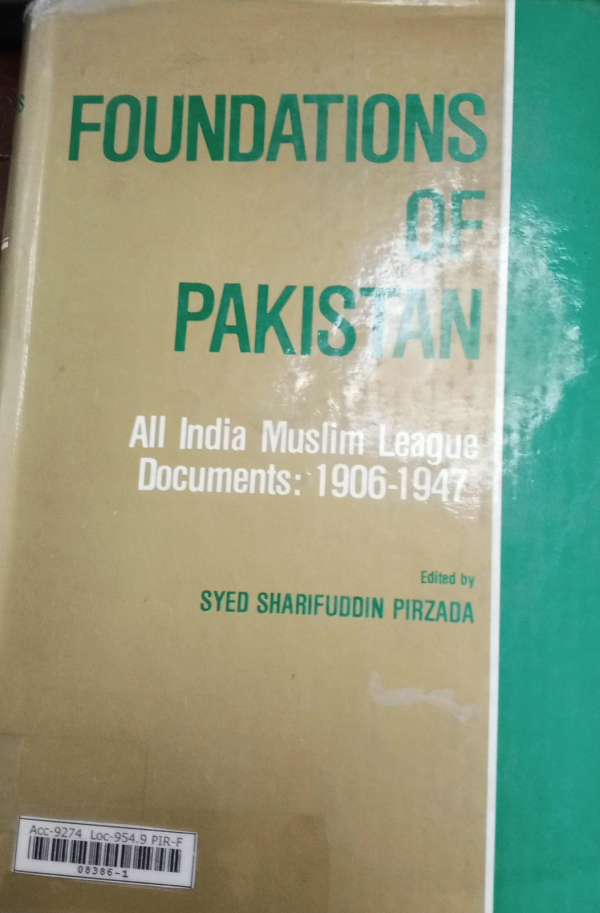 S
FOUNDATIONS
OF
PAKISTAN
All India Muslim League
Documents: 1906-1947
Edited by
SYED SHARIFUDDIN PIRZADA
Acc-9274 Loc-954.9 PIR-F
08386-1